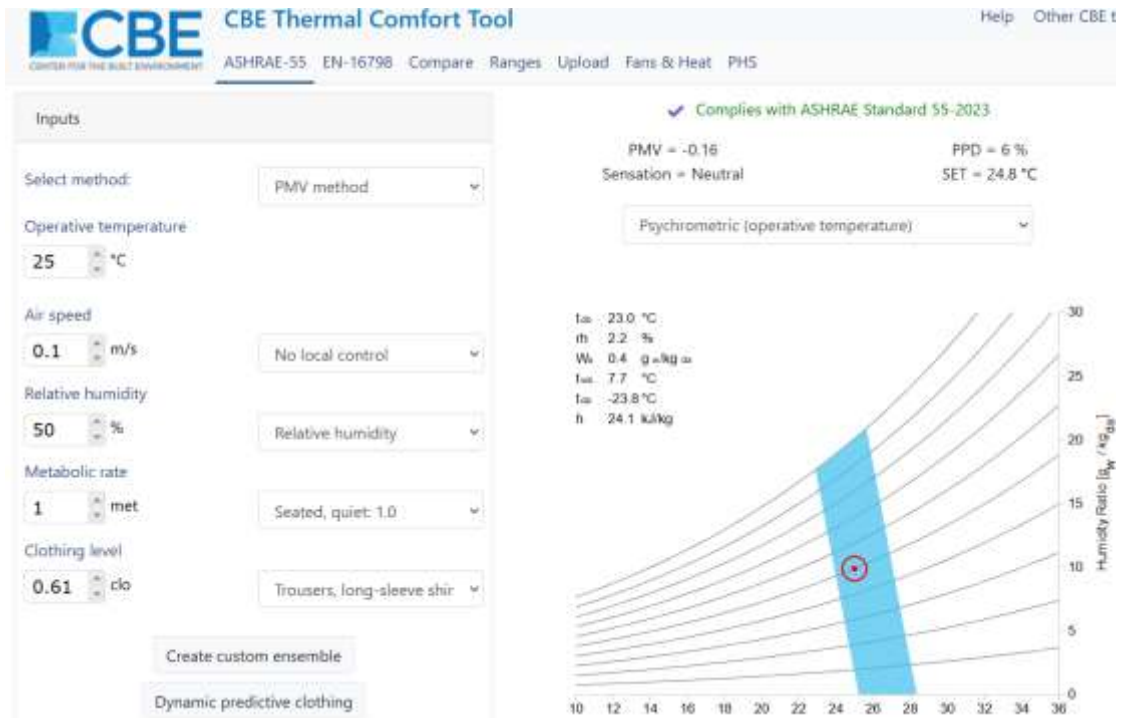 CBE
CENTER FOR THE BUILT ENVIRONMENT
CBE Thermal Comfort Tool
Help Other CBE t
ASHRAE-55 EN-16798 Compare Ranges Upload Fans & Heat PHS
Inputs
Select method:
PMV method
Operative temperature
25 °C
Air speed
0.1 m/s
No local control
Relative humidity
50 %
Relative humidity
Metabolic rate
1 met
Seated, quiet: 1.0
Clothing level
0.61 clo
Trousers, long-sleeve shir
Create custom ensemble
Dynamic predictive clothing
Complies with ASHRAE Standard 55-2023
PMV = -0.16 PPD = 6 %
Sensation = Neutral SET = 24.8 °C
Psychrometric (operative temperature)
23.0 °C
rh 2.2 %
0.4
7.7 °C
-23.8 °C
h 24.1 kJ/kg
30
25
20
15
10
5
0
Humidity Ratio [gw / kgda]
10 12 14 16 18 20 22 24 26 28 30 32 34 36